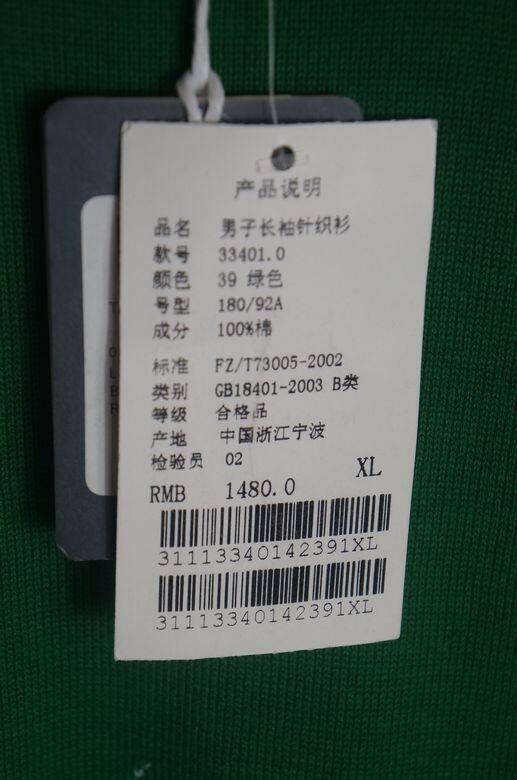 产品说明
品名 男子长袖针织衫
款号 33401.0
颜色 39 绿色
号型 180/92A
成分 100%棉
标准 FZ/T73005-2002
类别 GB18401-2003 B类
等级 合格品
产地 中国浙江宁波
检验员 02
XL
RMB 1480.0
31113340142391XL
31113340142391XL